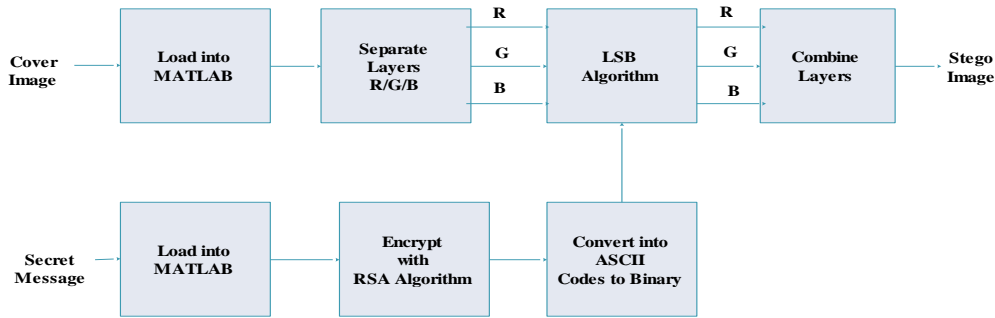 Cover
Image
Load into
MATLAB
Separate
Layers
R/G/B
R
G
B
LSB
Algorithm
R
G
B
Combine
Layers
Stego
Image
Secret
Message
Load into
MATLAB
Encrypt
with
RSA Algorithm
Convert into
ASCII
Codes to Binary